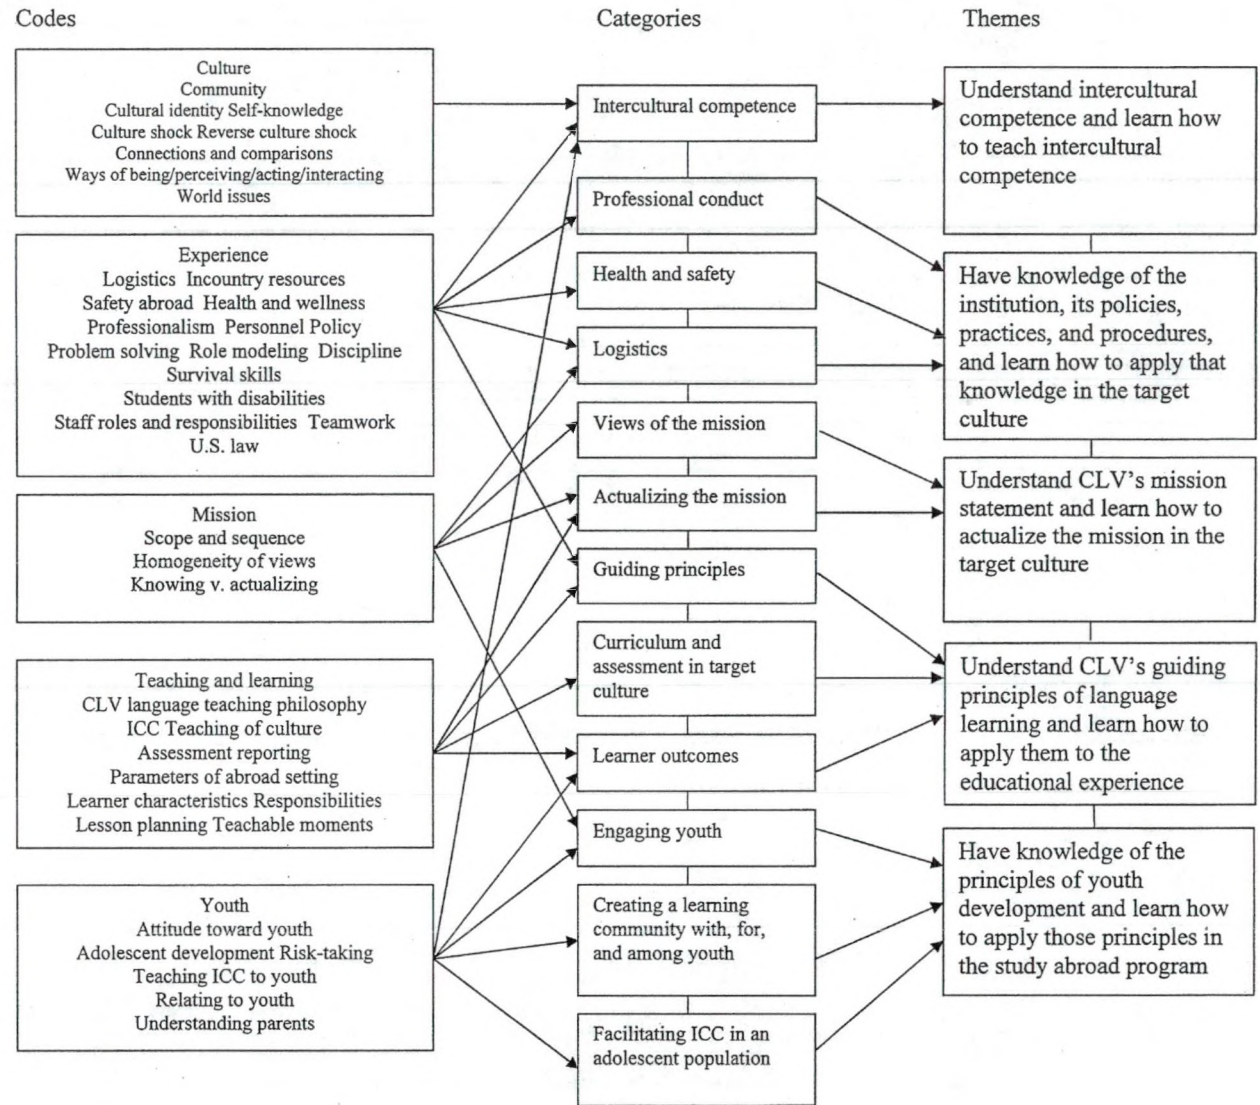 Codes
Categories
Themes
Culture
Community
Cultural identity Self-knowledge
Culture shock Reverse culture shock
Connections and comparisons
Ways of being/perceiving/acting/interacting
World issues
Experience
Logistics Incountry resources
Safety abroad Health and wellness
Professionalism Personnel Policy
Problem solving Role modeling Discipline
Survival skills
Students with disabilities
Staff roles and responsibilities Teamwork
U.S. law
Mission
Scope and sequence
Homogeneity of views
Knowing v. actualizing
Teaching and learning
CLV language teaching philosophy
ICC Teaching of culture
Assessment reporting
Parameters of abroad setting
Learner characteristics Responsibilities
Lesson planning Teachable moments
Youth
Attitude toward youth
Adolescent development Risk-taking
Teaching ICC to youth
Relating to youth
Understanding parents
Intercultural competence
Professional conduct
Health and safety
Logistics
Views of the mission
Actualizing the mission
Guiding principles
Curriculum and
assessment in target
culture
Learner outcomes
Engaging youth
Creating a learning
community with, for,
and among youth
Facilitating ICC in an
adolescent population
Understand intercultural
competence and learn how
to teach intercultural
competence
Have knowledge of the
institution, its policies,
practices, and procedures,
and learn how to apply that
knowledge in the target
culture
Understand CLV's mission
statement and learn how to
actualize the mission in the
target culture
Understand CLV's guiding
principles of language
learning and learn how to
apply them to the
educational experience
Have knowledge of the
principles of youth
development and learn how
to apply those principles in
the study abroad program